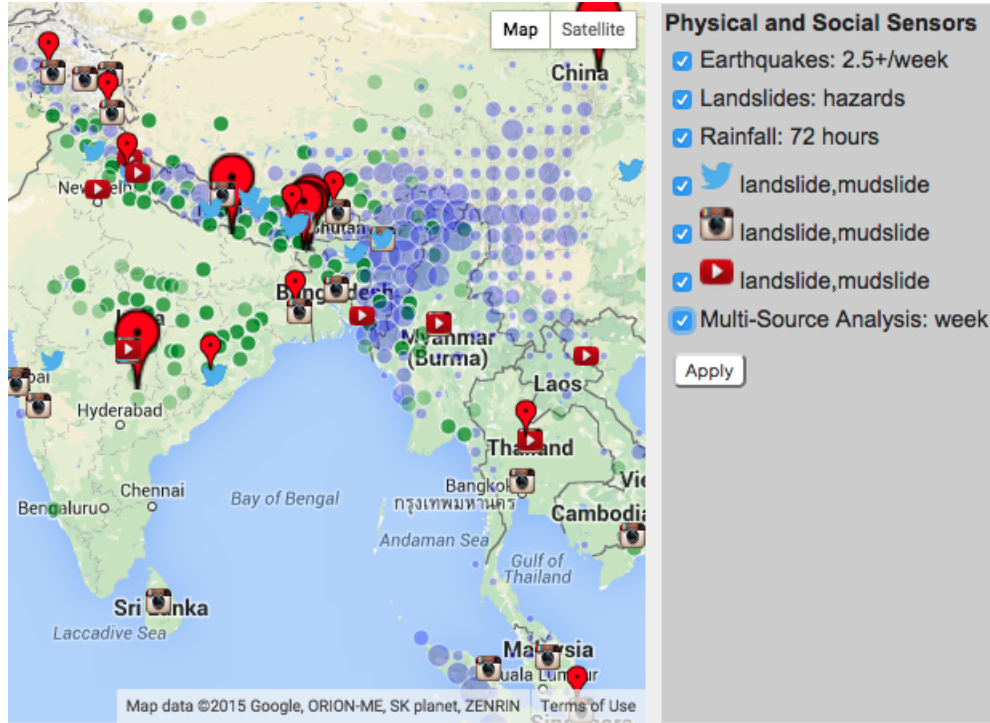 Map
Satellite
China
New Delhi
Bhutan
Bangladesh
India
Myanmar
(Burma)
Laos
Hyderabad
Thailand
Bangkok
กรุงเทพมหานคร
Vie
Cambodia
Chennai
Bengaluru
Bay of Bengal
Andaman Sea
Gulf of
Thailand
Sri Lanka
Laccadive Sea
Malaysia
Kuala Lumpur
Singapore
Map data ©2015 Google, ORION-ME, SK planet, ZENRIN
Terms of Use
Physical and Social Sensors
Earthquakes: 2.5+/week
Landslides: hazards
Rainfall: 72 hours
landslide,mudslide
landslide,mudslide
landslide,mudslide
Multi-Source Analysis: week
Apply